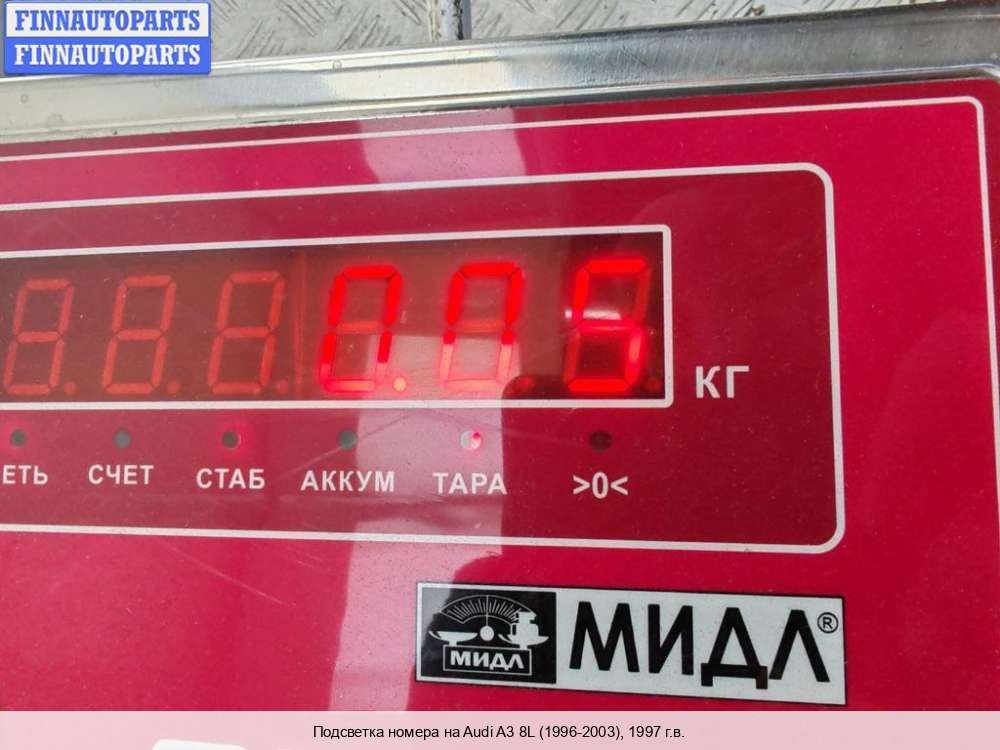 FINNAUTOPARTS
FINNAUTOPARTS
0.05
КГ
ЕТЬ СЧЕТ СТАБ АККУМ ТАРА >0<
МИДЛ МИДЛ®
Подсветка номера на Audi A3 8L (1996-2003), 1997 г.в.